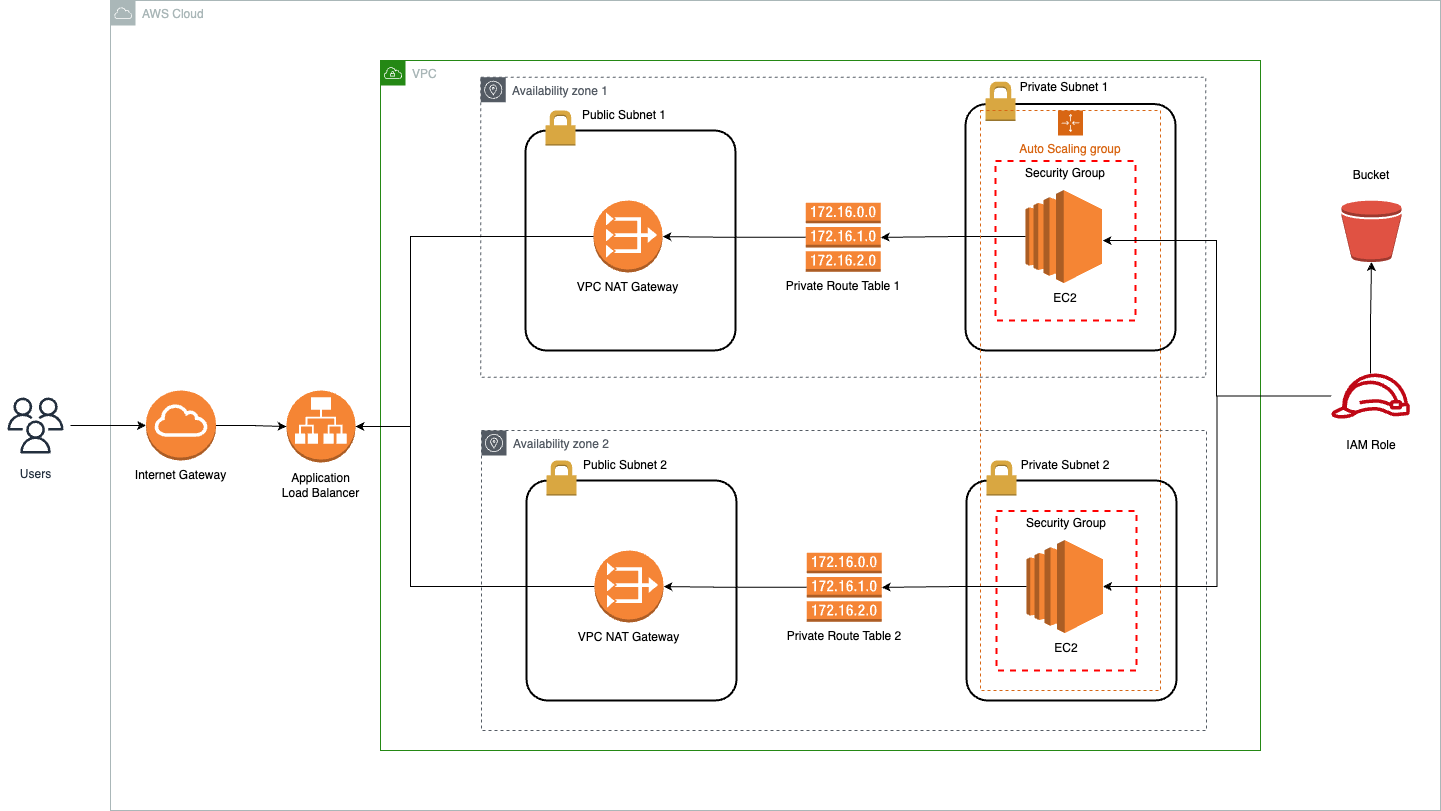 AWS Cloud
VPC
Availability zone 1
Public Subnet 1
VPC NAT Gateway
172.16.0.0
172.16.1.0
172.16.2.0
Private Route Table 1
Private Subnet 1
Auto Scaling group
Security Group
EC2
Bucket
IAM Role
Users
Internet Gateway
Application
Load Balancer
Availability zone 2
Public Subnet 2
VPC NAT Gateway
172.16.0.0
172.16.1.0
172.16.2.0
Private Route Table 2
Private Subnet 2
Security Group
EC2